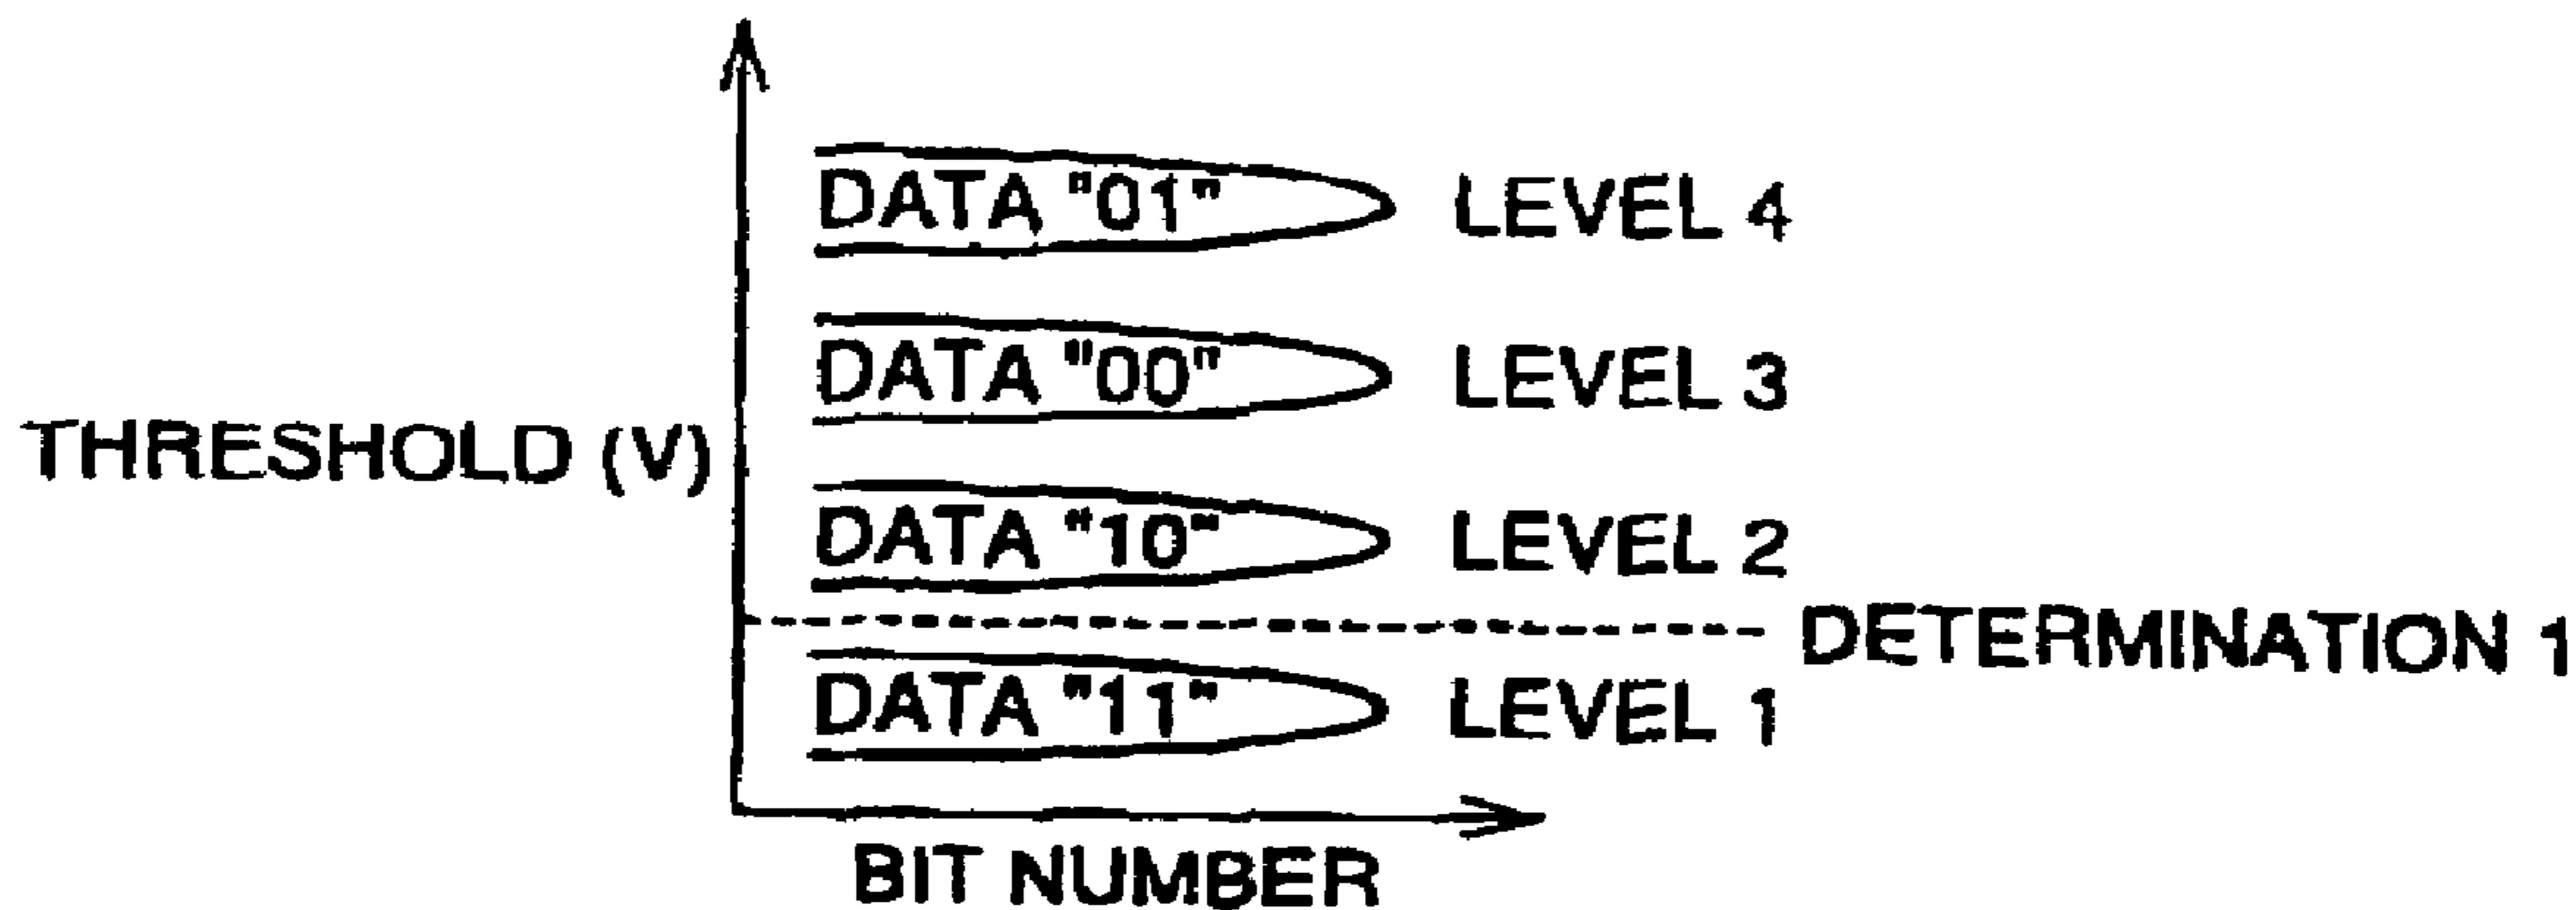 DATA "01" LEVEL 4
DATA "00" LEVEL 3
THRESHOLD (V)
DATA "10" LEVEL 2
DETERMINATION 1
DATA "11" LEVEL 1
BIT NUMBER